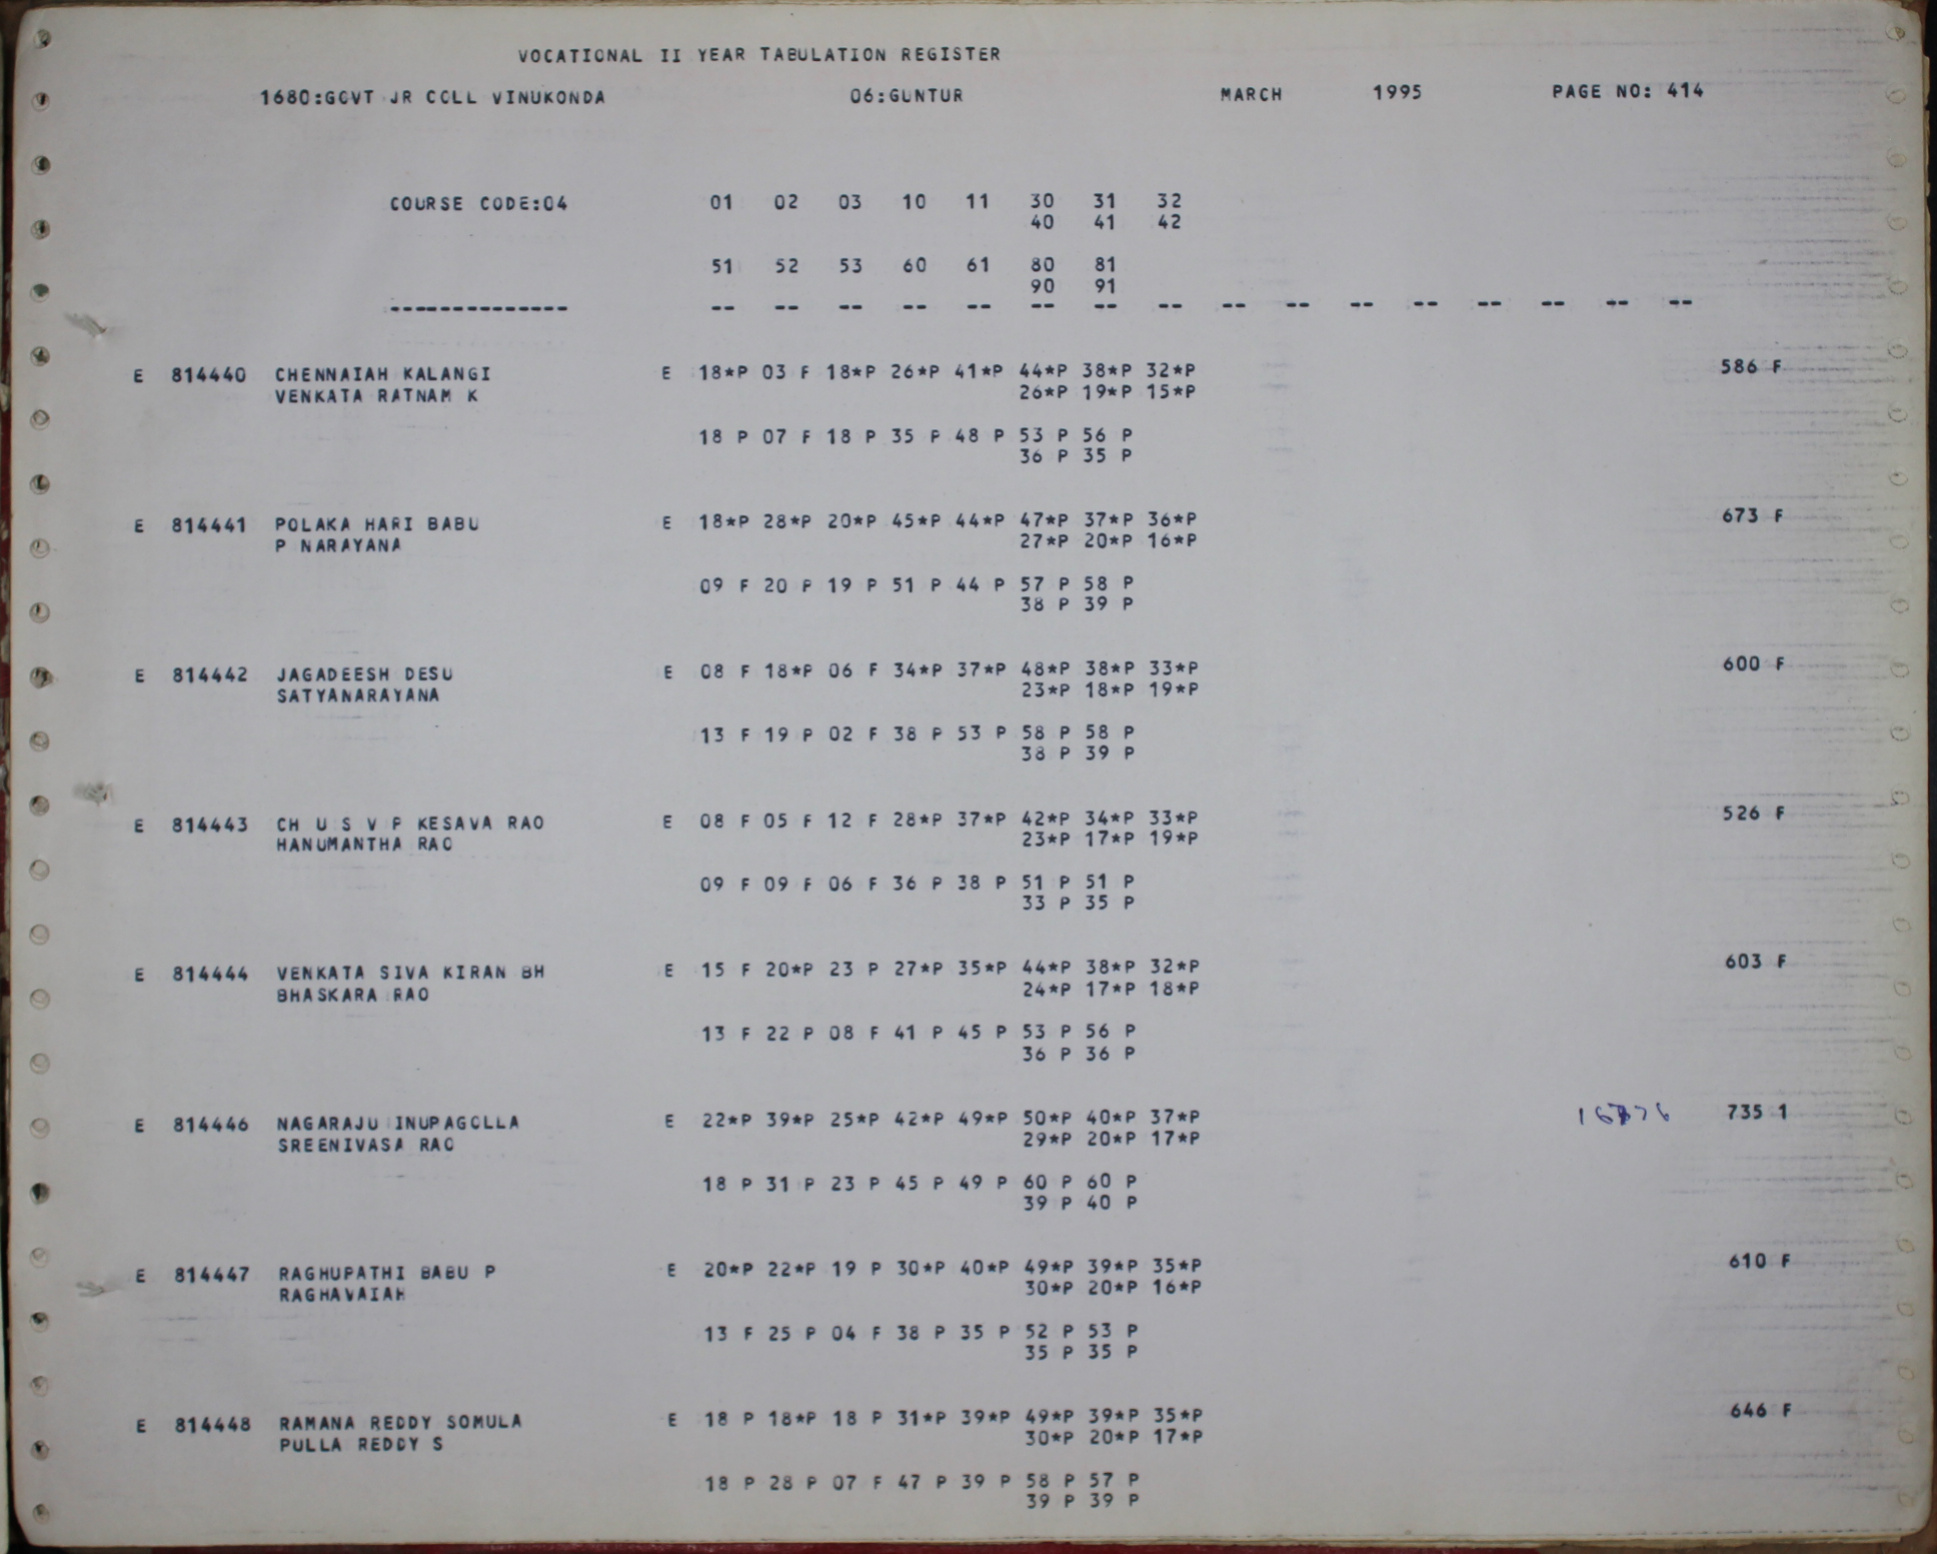 VOCATIONAL II YEAR TABULATION REGISTER
1680:GOVT JR COLL VINUKONDA 06:GUNTUR MARCH 1995 PAGE NO: 414
COURSE CODE:04 01 02 03 10 11 30 31 32
40 41 42
51 52 53 60 61 80 81
90 91
-------------- -- -- -- -- -- -- -- -- -- -- -- -- -- -- -- --
E 814440 CHENNAIAH KALANGI E 18*P 03 F 18*P 26*P 41*P 44*P 38*P 32*P 586 F
VENKATA RATNAM K 26*P 19*P 15*P
18 P 07 F 18 P 35 P 48 P 53 P 56 P
36 P 35 P
E 814441 POLAKA HARI BABU E 18*P 28*P 20*P 45*P 44*P 47*P 37*P 36*P 673 F
P NARAYANA 27*P 20*P 16*P
09 F 20 P 19 P 51 P 44 P 57 P 58 P
38 P 39 P
E 814442 JAGADEESH DESU E 08 F 18*P 06 F 34*P 37*P 48*P 38*P 33*P 600 F
SATYANARAYANA 23*P 18*P 19*P
13 F 19 P 02 F 38 P 53 P 58 P 58 P
38 P 39 P
E 814443 CH U S V P KESAVA RAO E 08 F 05 F 12 F 28*P 37*P 42*P 34*P 33*P 526 F
HANUMANTHA RAO 23*P 17*P 19*P
09 F 09 F 06 F 36 P 38 P 51 P 51 P
33 P 35 P
E 814444 VENKATA SIVA KIRAN BH E 15 F 20*P 23 P 27*P 35*P 44*P 38*P 32*P 603 F
BHASKARA RAO 24*P 17*P 18*P
13 F 22 P 08 F 41 P 45 P 53 P 56 P
36 P 36 P
E 814446 NAGARAJU INUPAGOLLA E 22*P 39*P 25*P 42*P 49*P 50*P 40*P 37*P 735 1
SREENIVASA RAO 29*P 20*P 17*P
18 P 31 P 23 P 45 P 49 P 60 P 60 P
39 P 40 P
E 814447 RAGHUPATHI BABU P E 20*P 22*P 19 P 30*P 40*P 49*P 39*P 35*P 610 F
RAGHAVAIAH 30*P 20*P 16*P
13 F 25 P 04 F 38 P 35 P 52 P 53 P
35 P 35 P
E 814448 RAMANA REDDY SOMULA E 18 P 18*P 18 P 31*P 39*P 49*P 39*P 35*P 646 F
PULLA REDDY S 30*P 20*P 17*P
18 P 28 P 07 F 47 P 39 P 58 P 57 P
39 P 39 P